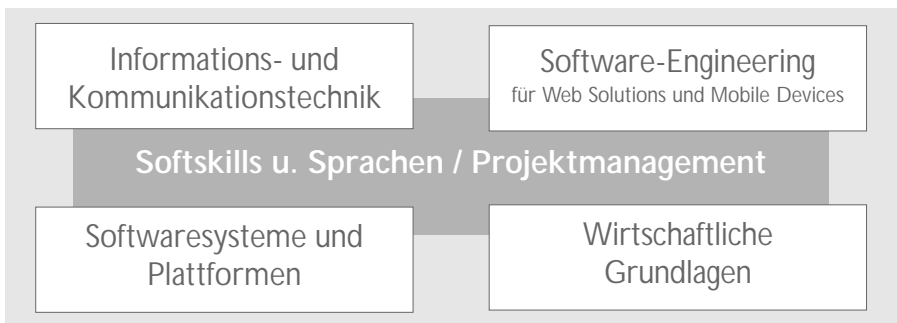 Informations- und
Kommunikationstechnik
Software-Engineering
für Web Solutions und Mobile Devices
Softskills u. Sprachen / Projektmanagement
Softwaresysteme und
Plattformen
Wirtschaftliche
Grundlagen